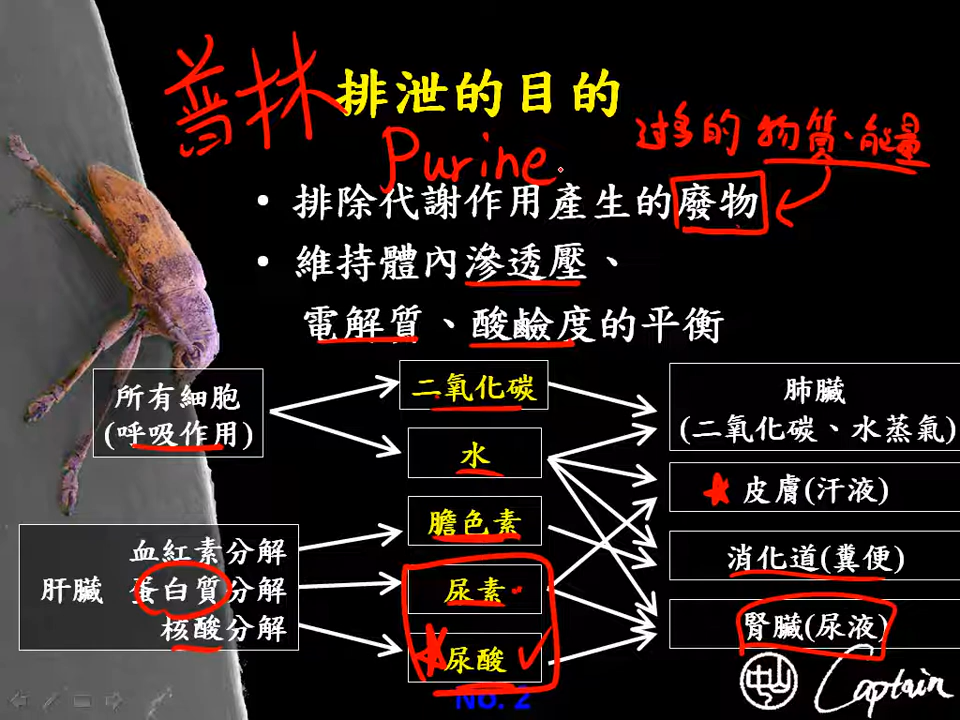 普林
排泄的目的
Purine
过多的 物質、能量
• 排除代謝作用產生的廢物
• 維持體內滲透壓、
電解質、酸鹼度的平衡
所有細胞
(呼吸作用)
二氧化碳
水
膽色素
尿素
尿酸
肺臟
(二氧化碳、水蒸氣)
皮膚(汗液)
消化道(糞便)
腎臟(尿液)
血紅素分解
肝臟 蛋白質分解
核酸分解
No. 2
中山
Captain